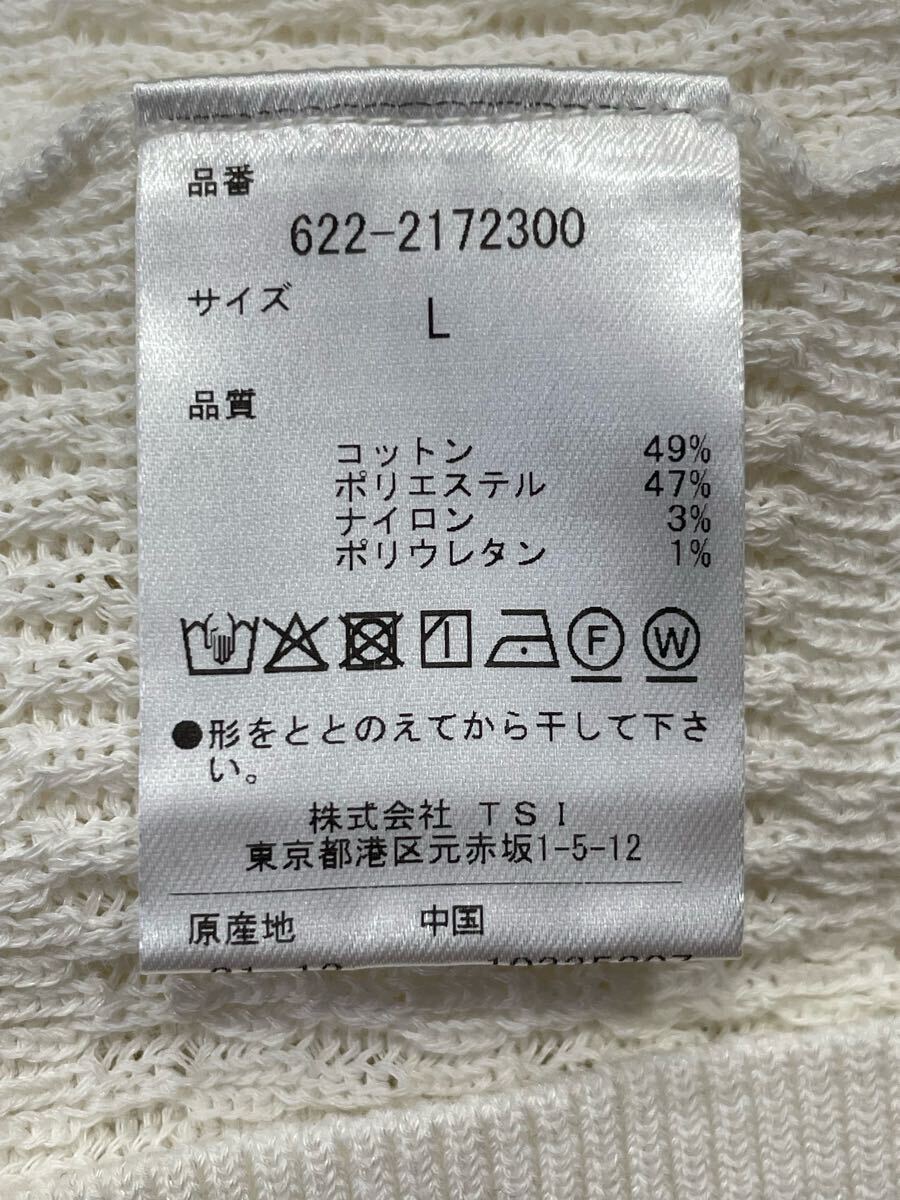 品番
622-2172300
サイズ
L
品質
コットン 49%
ポリエステル 47%
ナイロン 3%
ポリウレタン 1%
F W
●形をととのえてから干して下さ
い。
株式会社 TSI
東京都港区元赤坂1-5-12
原産地 中国